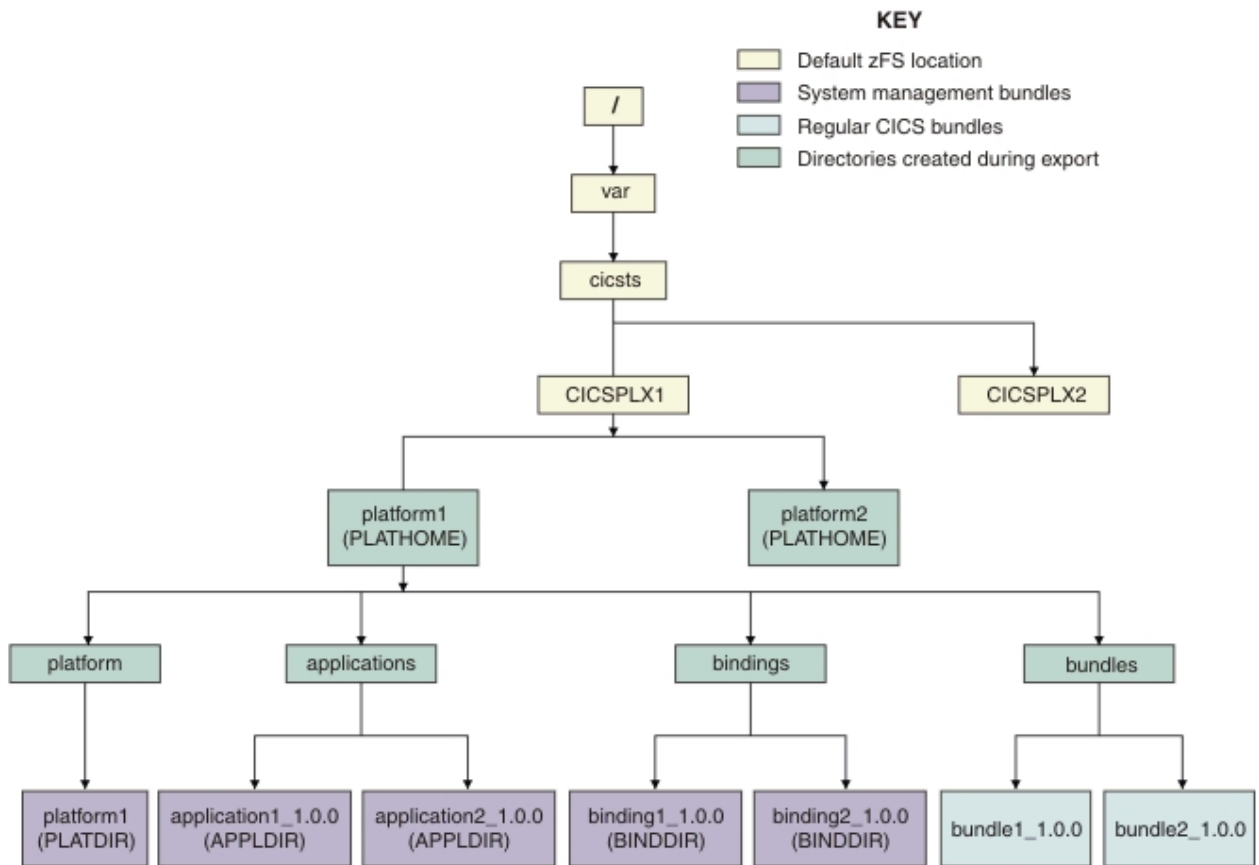 KEY
Default zFS location
System management bundles
Regular CICS bundles
Directories created during export
/
var
cicsts
CICSPLX1
CICSPLX2
platform1
(PLATHOME)
platform2
(PLATHOME)
platform
applications
bindings
bundles
platform1
(PLATDIR)
application1_1.0.0
(APPLDIR)
application2_1.0.0
(APPLDIR)
binding1_1.0.0
(BINDDIR)
binding2_1.0.0
(BINDDIR)
bundle1_1.0.0
bundle2_1.0.0